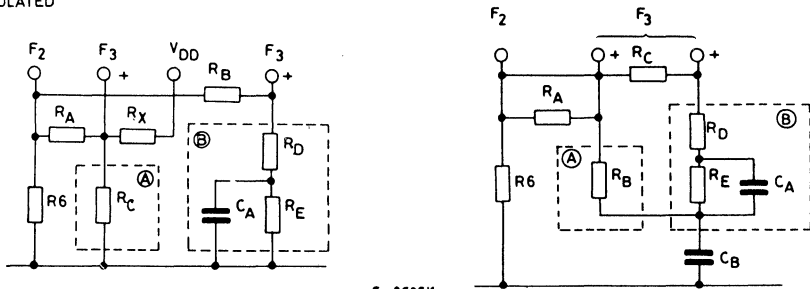 F2 F3 VDD F3
+ +
RB
RA RX
B
RD
A
R6 RC CA RE
F2 F3
+ RC +
RA
B
RD
A
R6 RB RE CA
CB